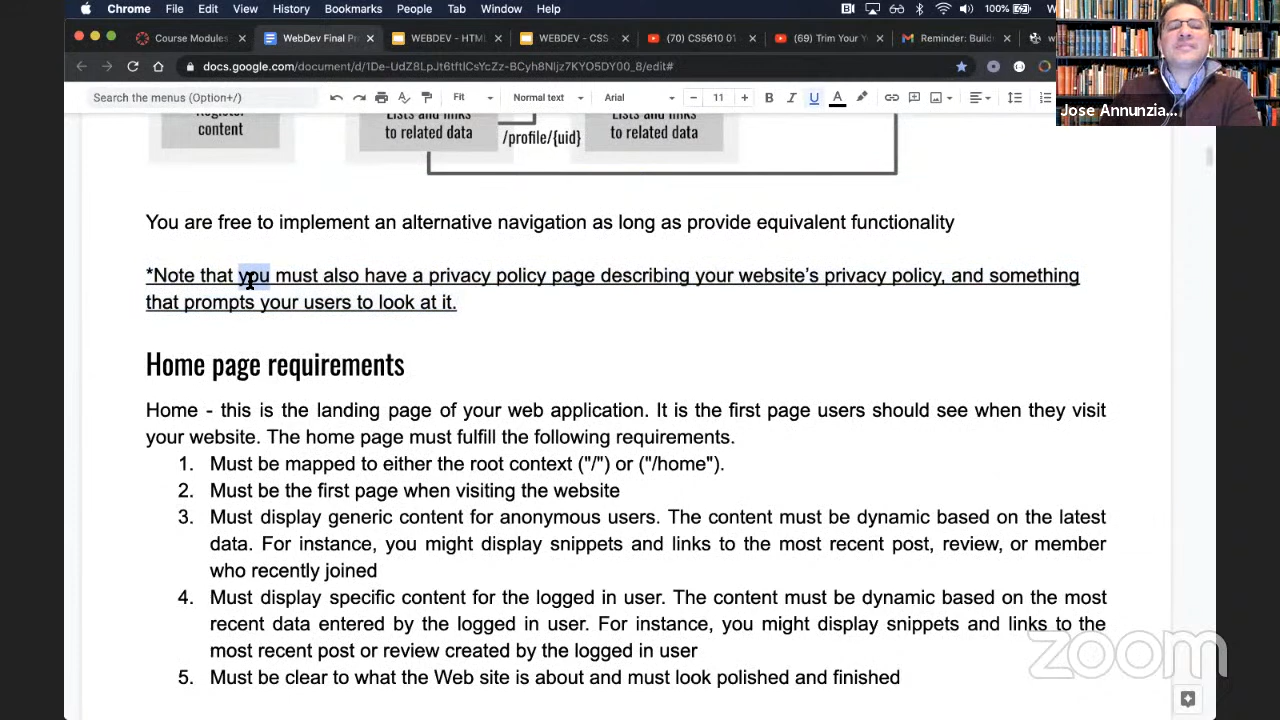 Chrome File Edit View History Bookmarks People Tab Window Help 100%
Course Modules WebDev Final P WEBDEV - HTM WEBDEV - CSS - (70) CS5610 01 (69) Trim Your Y Reminder: Build
docs.google.com/document/d/1De-UdZ8LpJt6tftICsYcZz-BCyh8NIjz7KYO5DY00_8/edit#
Search the menus (Option+/) Fit Normal text Arial 11 B I U A
Jose Annunzia...
Register
content
Lists and links
to related data
/profile/{uid}
Lists and links
to related data
You are free to implement an alternative navigation as long as provide equivalent functionality
*Note that you must also have a privacy policy page describing your website's privacy policy, and something
that prompts your users to look at it.
Home page requirements
Home - this is the landing page of your web application. It is the first page users should see when they visit
your website. The home page must fulfill the following requirements.
1. Must be mapped to either the root context ("/") or ("/home").
2. Must be the first page when visiting the website
3. Must display generic content for anonymous users. The content must be dynamic based on the latest
data. For instance, you might display snippets and links to the most recent post, review, or member
who recently joined
4. Must display specific content for the logged in user. The content must be dynamic based on the most
recent data entered by the logged in user. For instance, you might display snippets and links to the
most recent post or review created by the logged in user
5. Must be clear to what the Web site is about and must look polished and finished
zoom